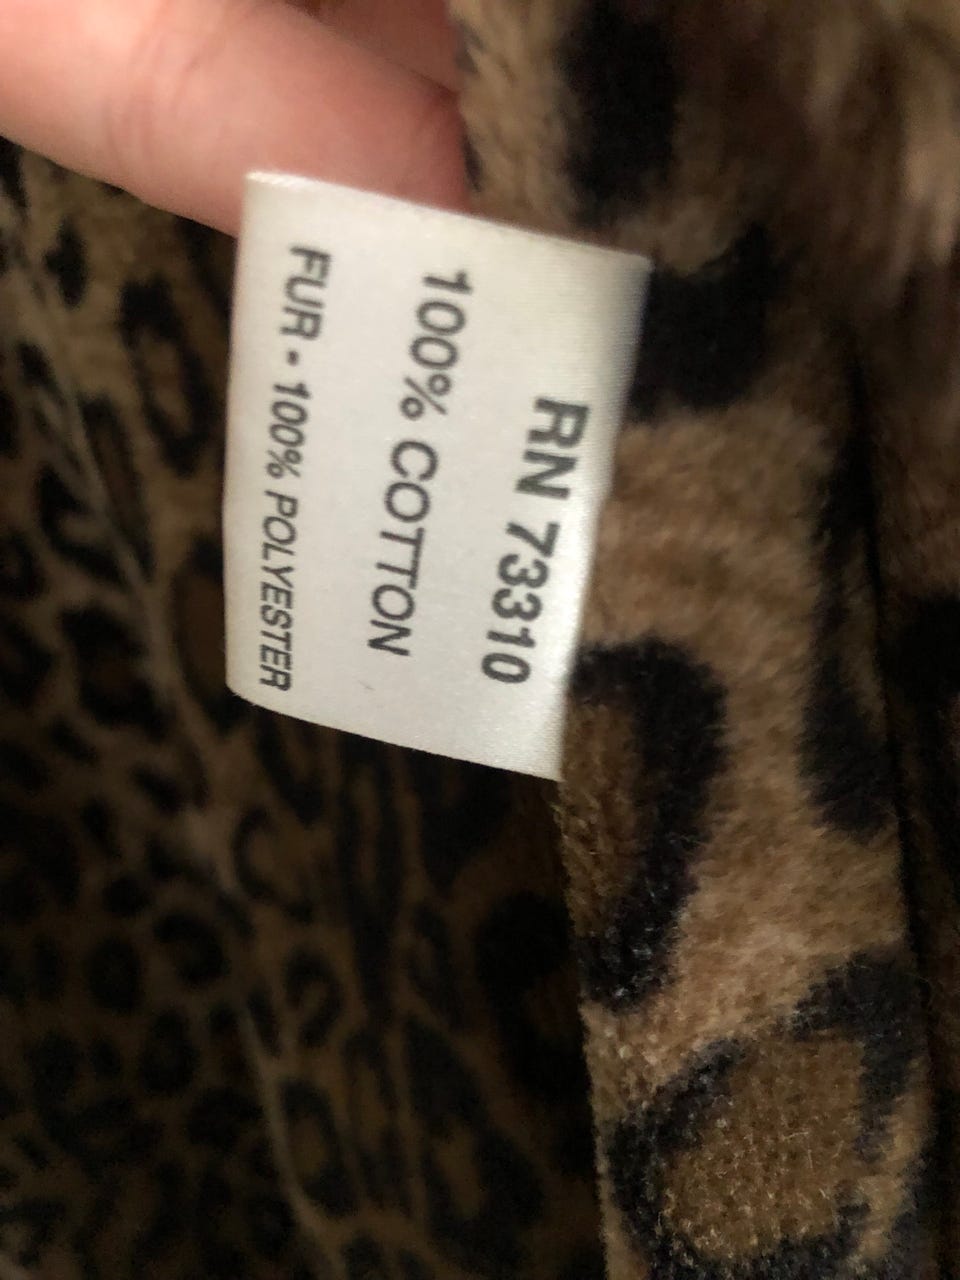 RN 73310
100% COTTON
FUR - 100% POLYESTER